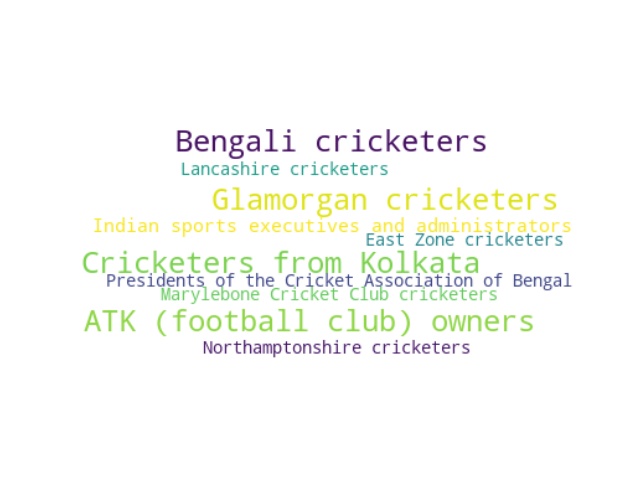 Bengali cricketers
Lancashire cricketers
Glamorgan cricketers
Indian sports executives and administrators
East Zone cricketers
Cricketers from Kolkata
Presidents of the Cricket Association of Bengal
Marylebone Cricket Club cricketers
ATK (football club) owners
Northamptonshire cricketers